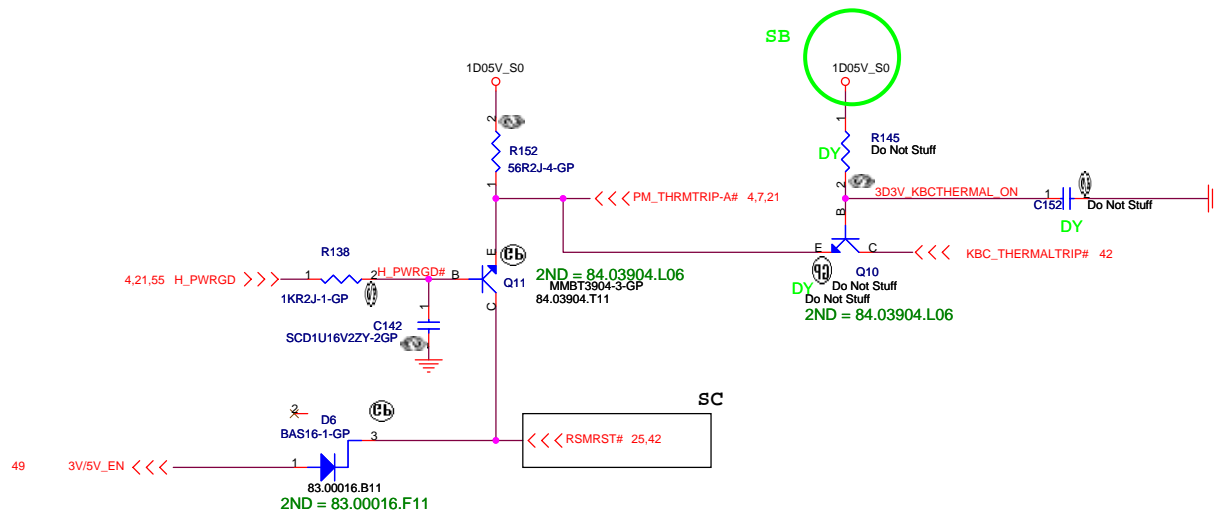 SB
1D05V_S0
1D05V_S0
2
R152
56R2J-4-GP
1
1
R145
Do Not Stuff
DY
2
PM_THRMTRIP-A# 4,7,21
3D3V_KBCTHERMAL_ON
1
C152
Do Not Stuff
DY
B
E
C
KBC_THERMALTRIP# 42
Q10
DY
Do Not Stuff
Do Not Stuff
2ND = 84.03904.L06
R138
4,21,55 H_PWRGD
1
2
H_PWRGD#
B
E
C
Q11
2ND = 84.03904.L06
MMBT3904-3-GP
84.03904.T11
1KR2J-1-GP
1
C142
SCD1U16V2ZY-2GP
SC
2
D6
BAS16-1-GP
3
RSMRST# 25,42
49 3V/5V_EN
1
83.00016.B11
2ND = 83.00016.F11